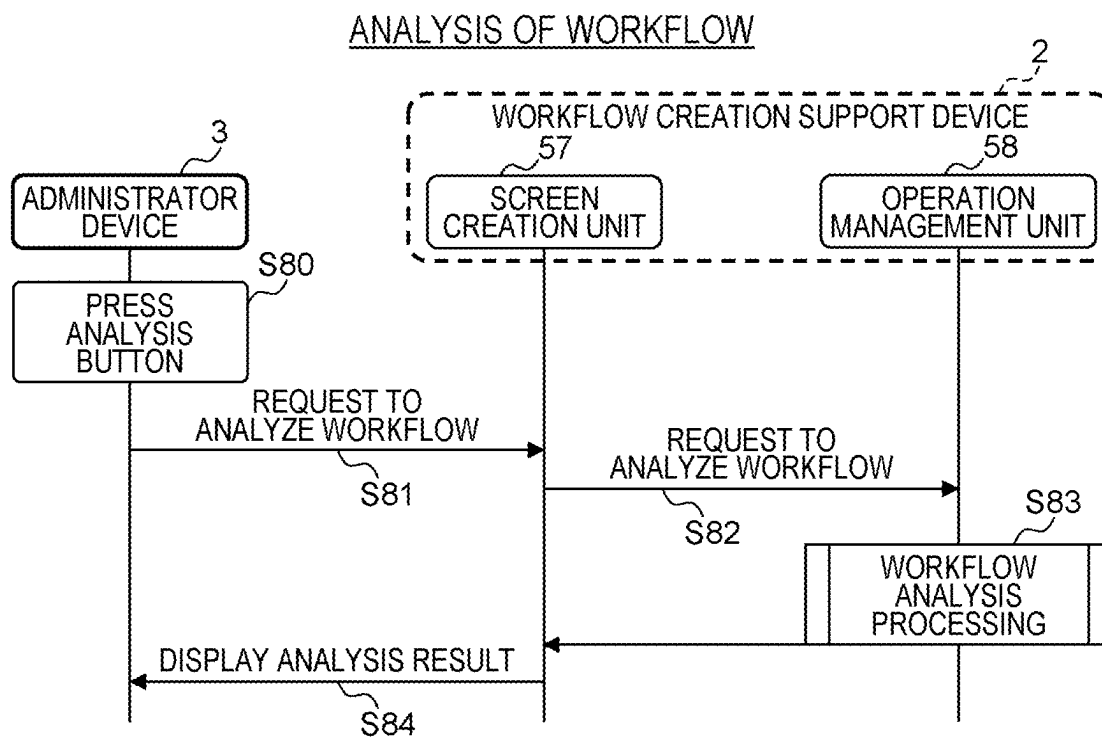 ANALYSIS OF WORKFLOW
2
WORKFLOW CREATION SUPPORT DEVICE
3
57
58
ADMINISTRATOR
DEVICE
SCREEN
CREATION UNIT
OPERATION
MANAGEMENT UNIT
S80
PRESS
ANALYSIS
BUTTON
REQUEST TO
ANALYZE WORKFLOW
S81
REQUEST TO
ANALYZE WORKFLOW
S82
S83
WORKFLOW
ANALYSIS
PROCESSING
DISPLAY ANALYSIS RESULT
S84